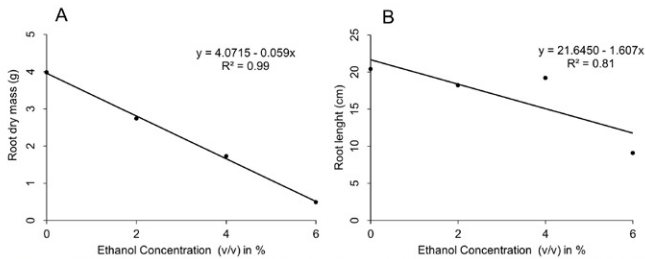 A
y = 4.0715 - 0.059x
R² = 0.99
Root dry mass (g)
5
4
3
2
1
0
0 2 4 6
Ethanol Concentration (v/v) in %
B
y = 21.6450 - 1.607x
R² = 0.81
Root lenght (cm)
25
20
15
10
5
0
0 2 4 6
Ethanol Concentration (v/v) in %